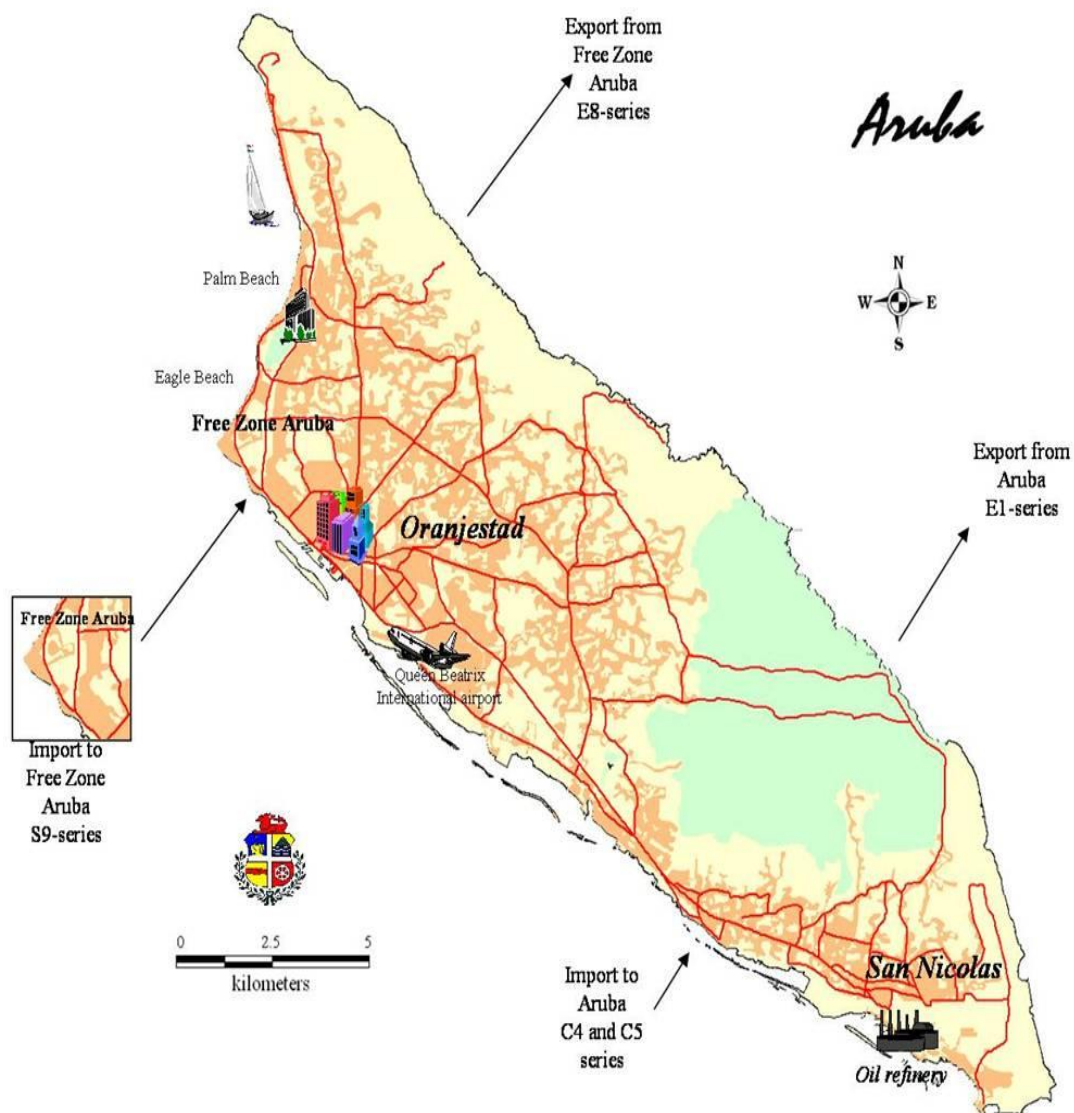 Export from
Free Zone
Aruba
E8-series
Aruba
N
W E
S
Palm Beach
Eagle Beach
Free Zone Aruba
Export from
Aruba
E1-series
Oranjestad
Free Zone Aruba
Queen Beatrix
International airport
Import to
Free Zone
Aruba
S9-series
0 2.5 5
kilometers
Import to
Aruba
C4 and C5
series
San Nicolas
Oil refinery